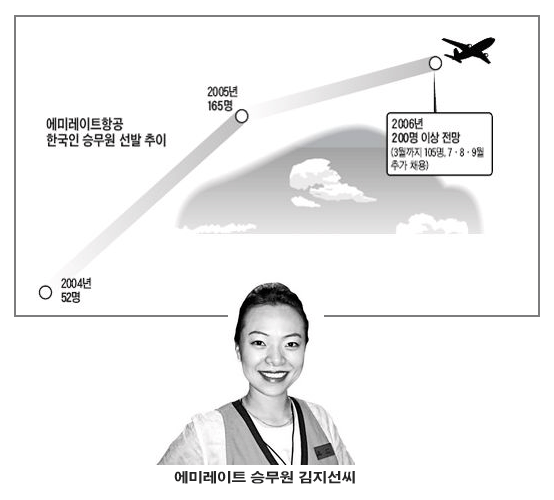 에미레이트항공
한국인 승무원 선발 추이
2004년
52명
2005년
165명
2006년
200명 이상 전망
(3월까지 105명, 7·8·9월
추가 채용)
에미레이트 승무원 김지선씨